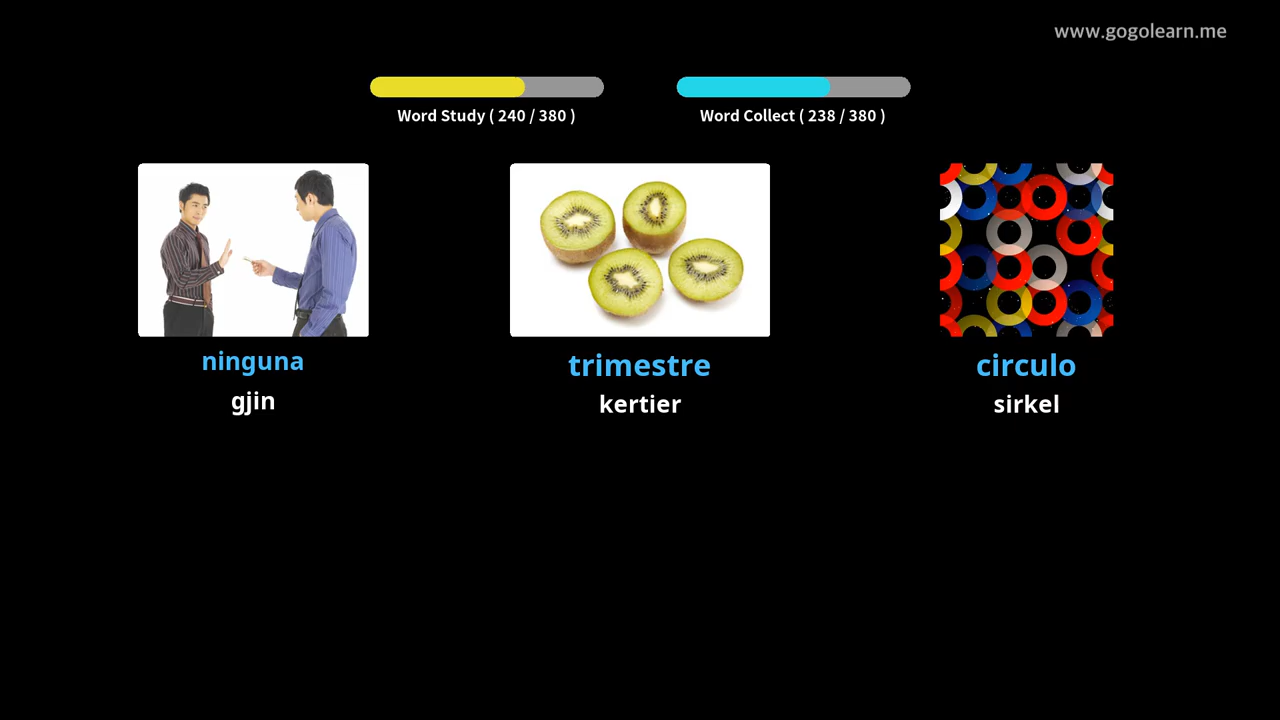 www.gogolearn.me
Word Study ( 240 / 380 )
Word Collect ( 238 / 380 )
ninguna
gjin
trimestre
kertier
circulo
sirkel